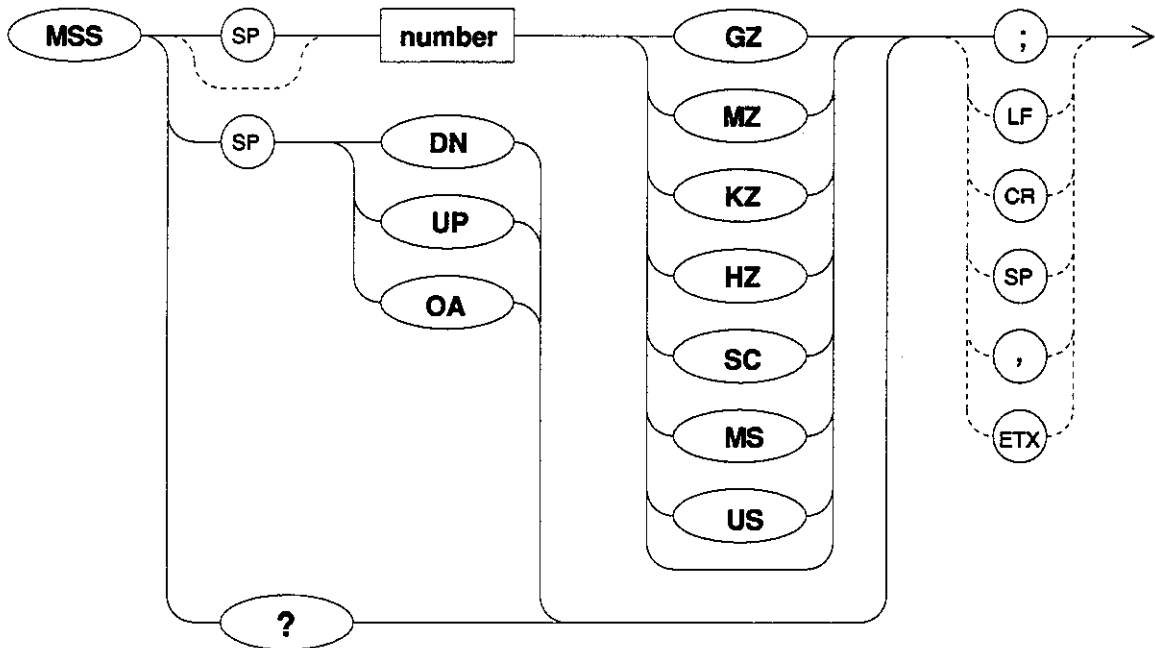 MSS SP number GZ ;
MZ LF
SP DN
KZ CR
UP
HZ SP
OA
SC ,
MS ETX
US
?